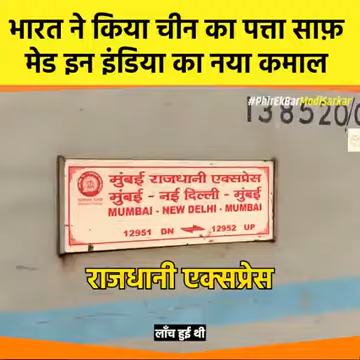 भारत ने किया चीन का पत्ता साफ़
मेड इन इंडिया का नया कमाल
#PhirEkBarModiSarkar
138520/
मुंबई राजधानी एक्सप्रेस
मुंबई - नई दिल्ली - मुंबई
MUMBAI - NEW DELHI - MUMBAI
12951 DN 12952 UP
राजधानी एक्सप्रेस
लाँच हुई थी